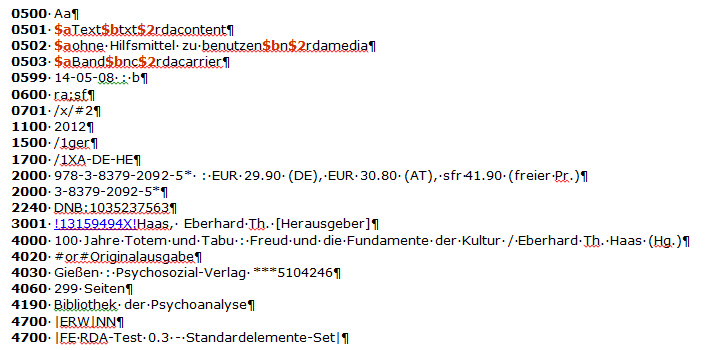 0500 Aa¶
0501 $aText$btxt$2rdacontent¶
0502 $aohne Hilfsmittel zu benutzen$bn$2rdamedia¶
0503 $aBand$bnc$2rdacarrier¶
0599 14-05-08 : b¶
0600 ra;sf¶
0701 /x/#2¶
1100 2012¶
1500 /1ger¶
1700 /1XA-DE-HE¶
2000 978-3-8379-2092-5* : EUR 29.90 (DE), EUR 30.80 (AT), sfr 41.90 (freier Pr.)¶
2000 3-8379-2092-5*¶
2240 DNB:1035237563¶
3001 !13159494X!Haas, Eberhard Th. [Herausgeber]¶
4000 100 Jahre Totem und Tabu : Freud und die Fundamente der Kultur / Eberhard Th. Haas (Hg.)¶
4020 #or#Originalausgabe¶
4030 Gießen : Psychosozial-Verlag ***5104246¶
4060 299 Seiten¶
4190 Bibliothek der Psychoanalyse¶
4700 |ERW|NN¶
4700 |FE RDA-Test 0.3 - Standardelemente-Set|¶